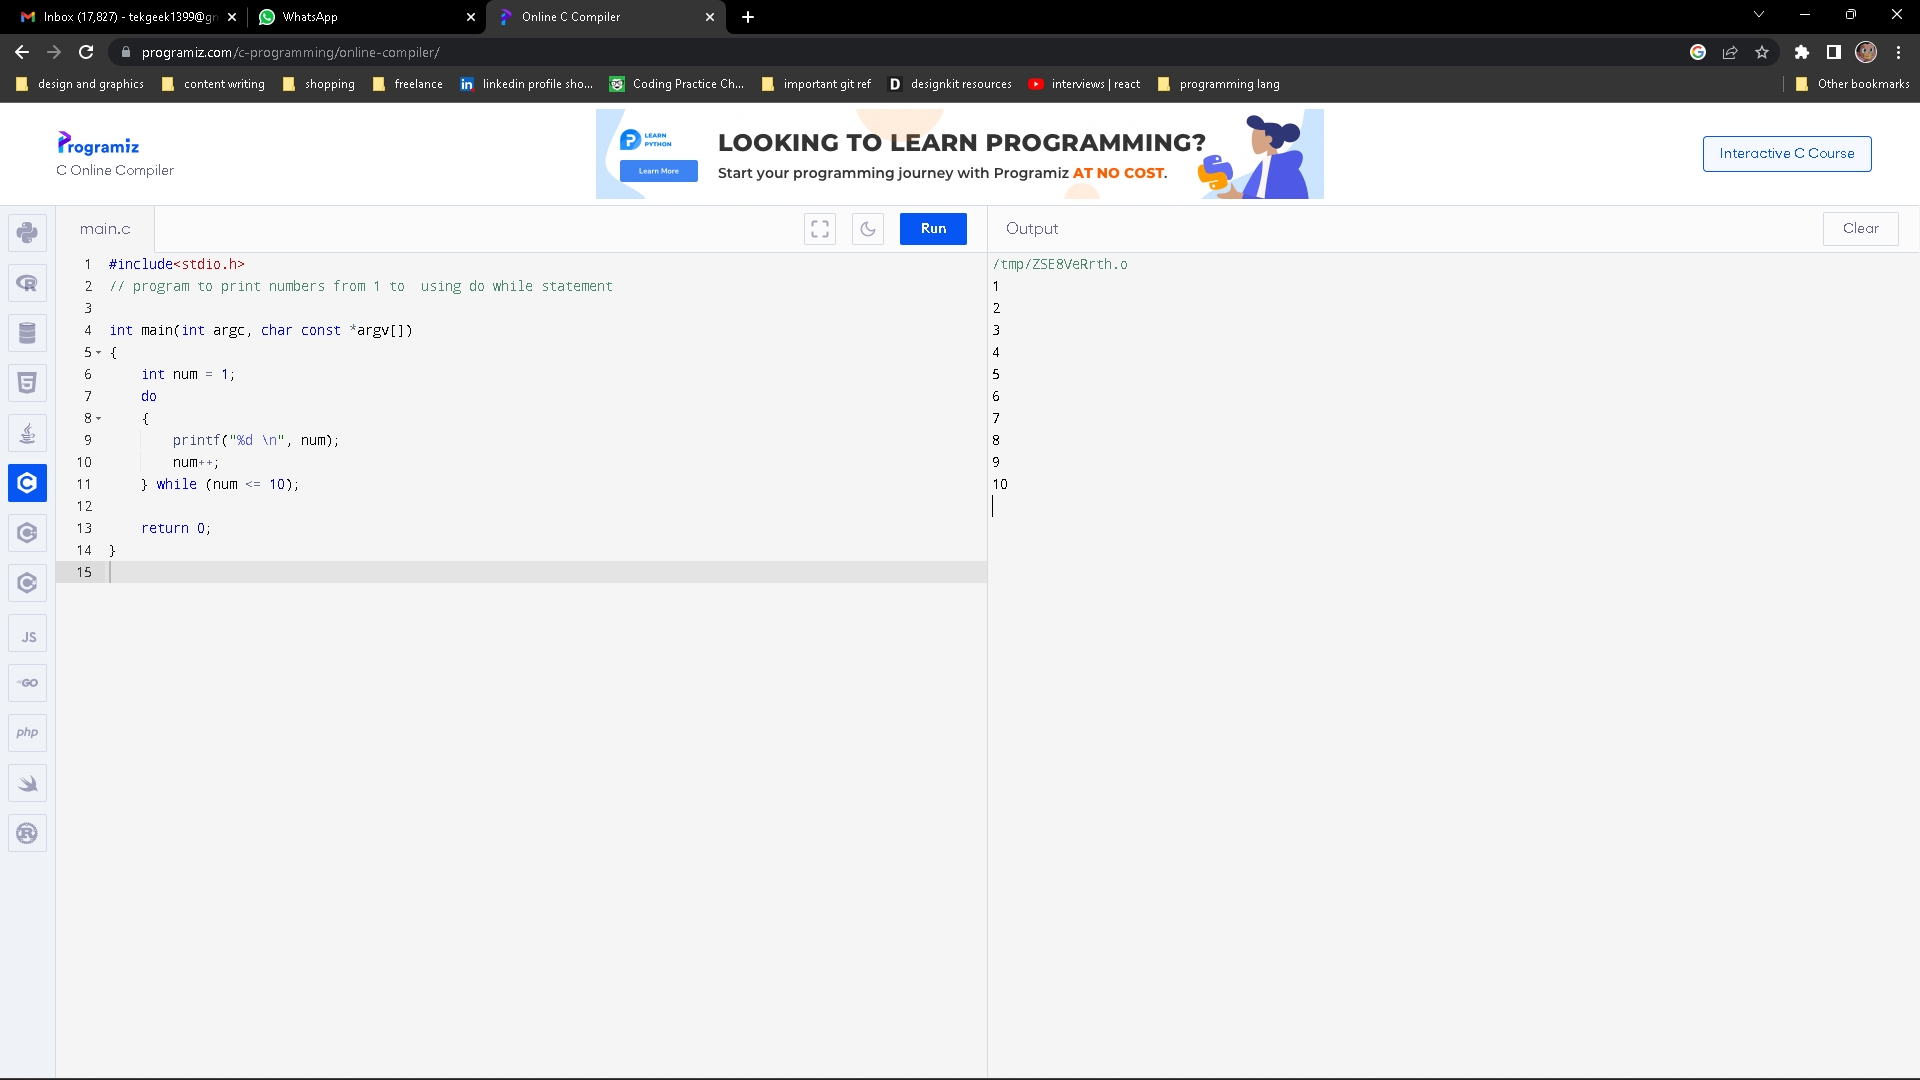 Inbox (17,827) - tekgeek1399@gm
WhatsApp
Online C Compiler
programiz.com/c-programming/online-compiler/
design and graphics
content writing
shopping
freelance
linkedin profile sho...
Coding Practice Ch...
important git ref
designkit resources
interviews | react
programming lang
Other bookmarks
Programiz
C Online Compiler
LEARN
PYTHON
Learn More
LOOKING TO LEARN PROGRAMMING?
Start your programming journey with Programiz AT NO COST.
Interactive C Course
main.c
Run
Output
Clear
1 #include<stdio.h>
2 // program to print numbers from 1 to  using do while statement
3
4 int main(int argc, char const *argv[])
5 {
6     int num = 1;
7     do
8     {
9         printf("%d \n", num);
10         num++;
11     } while (num <= 10);
12
13     return 0;
14 }
15
/tmp/ZSE8VeRrth.o
1
2
3
4
5
6
7
8
9
10
JS
GO
php